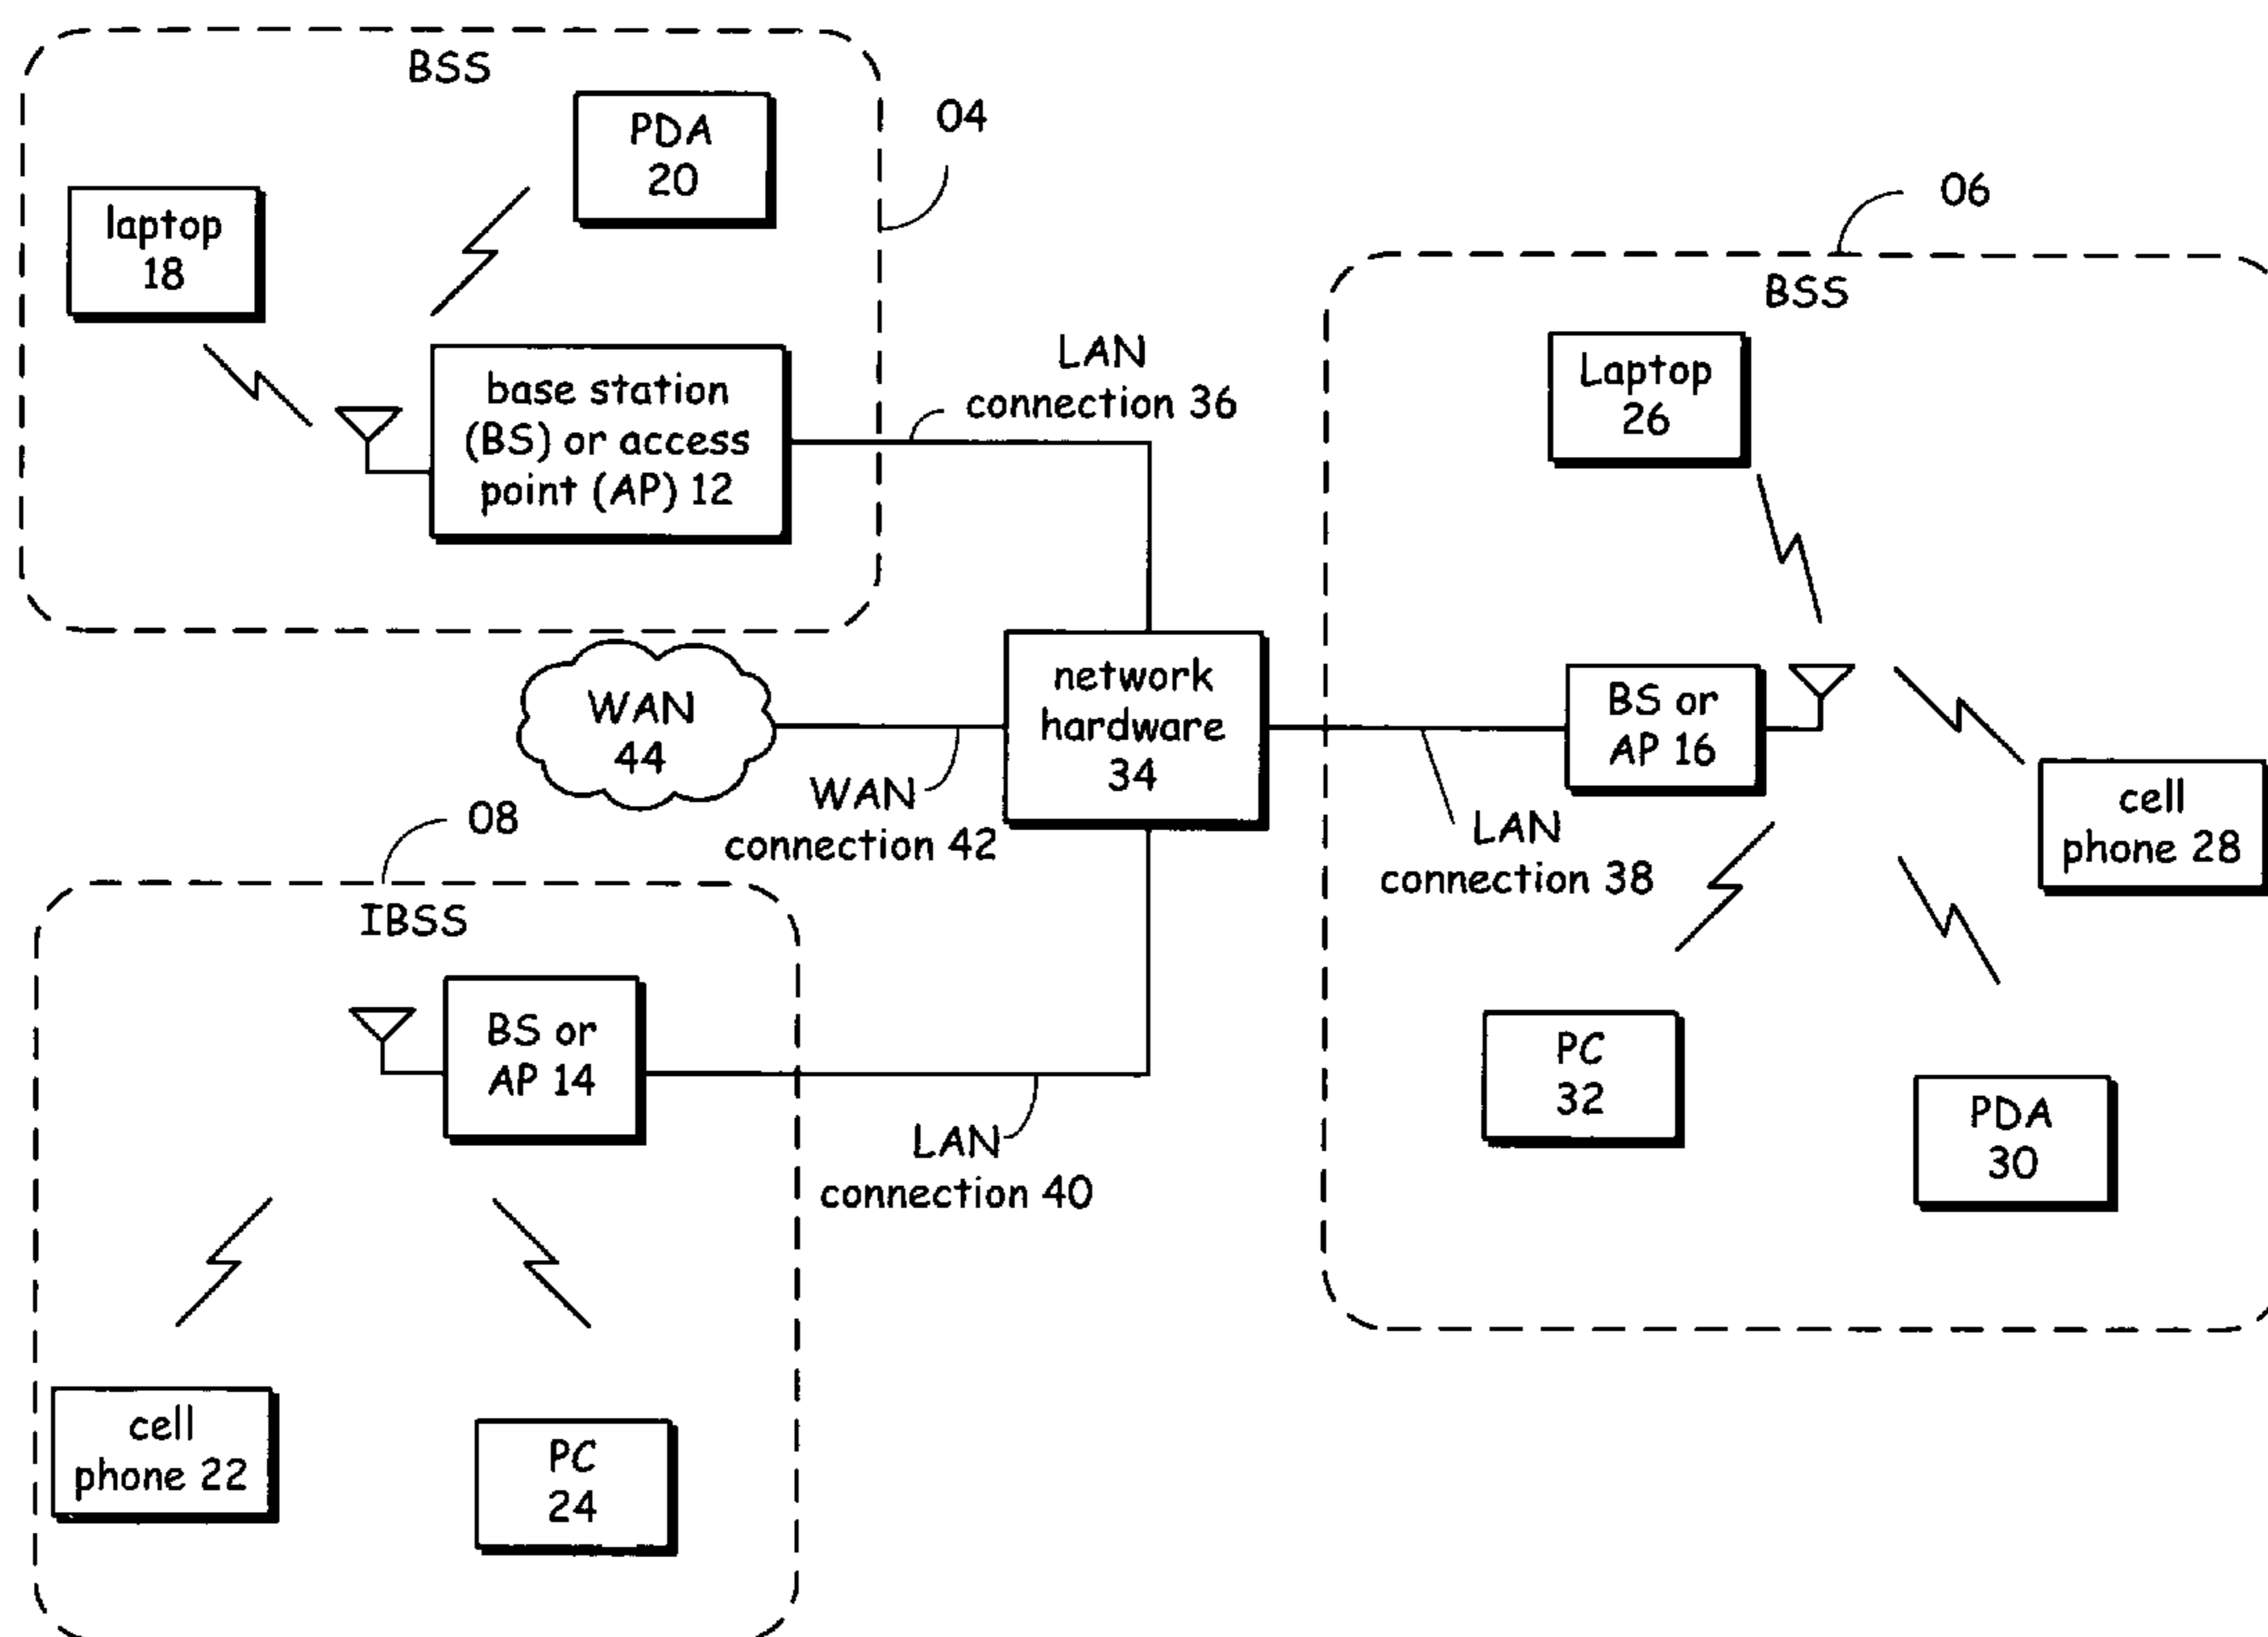 BSS
04
PDA
20
laptop
18
base station
(BS) or access
point (AP) 12
LAN
connection 36
06
BSS
Laptop
26
WAN
44
WAN
connection 42
network
hardware
34
BS or
AP 16
LAN
connection 38
cell
phone 28
PC
32
PDA
30
08
IBSS
BS or
AP 14
LAN
connection 40
cell
phone 22
PC
24